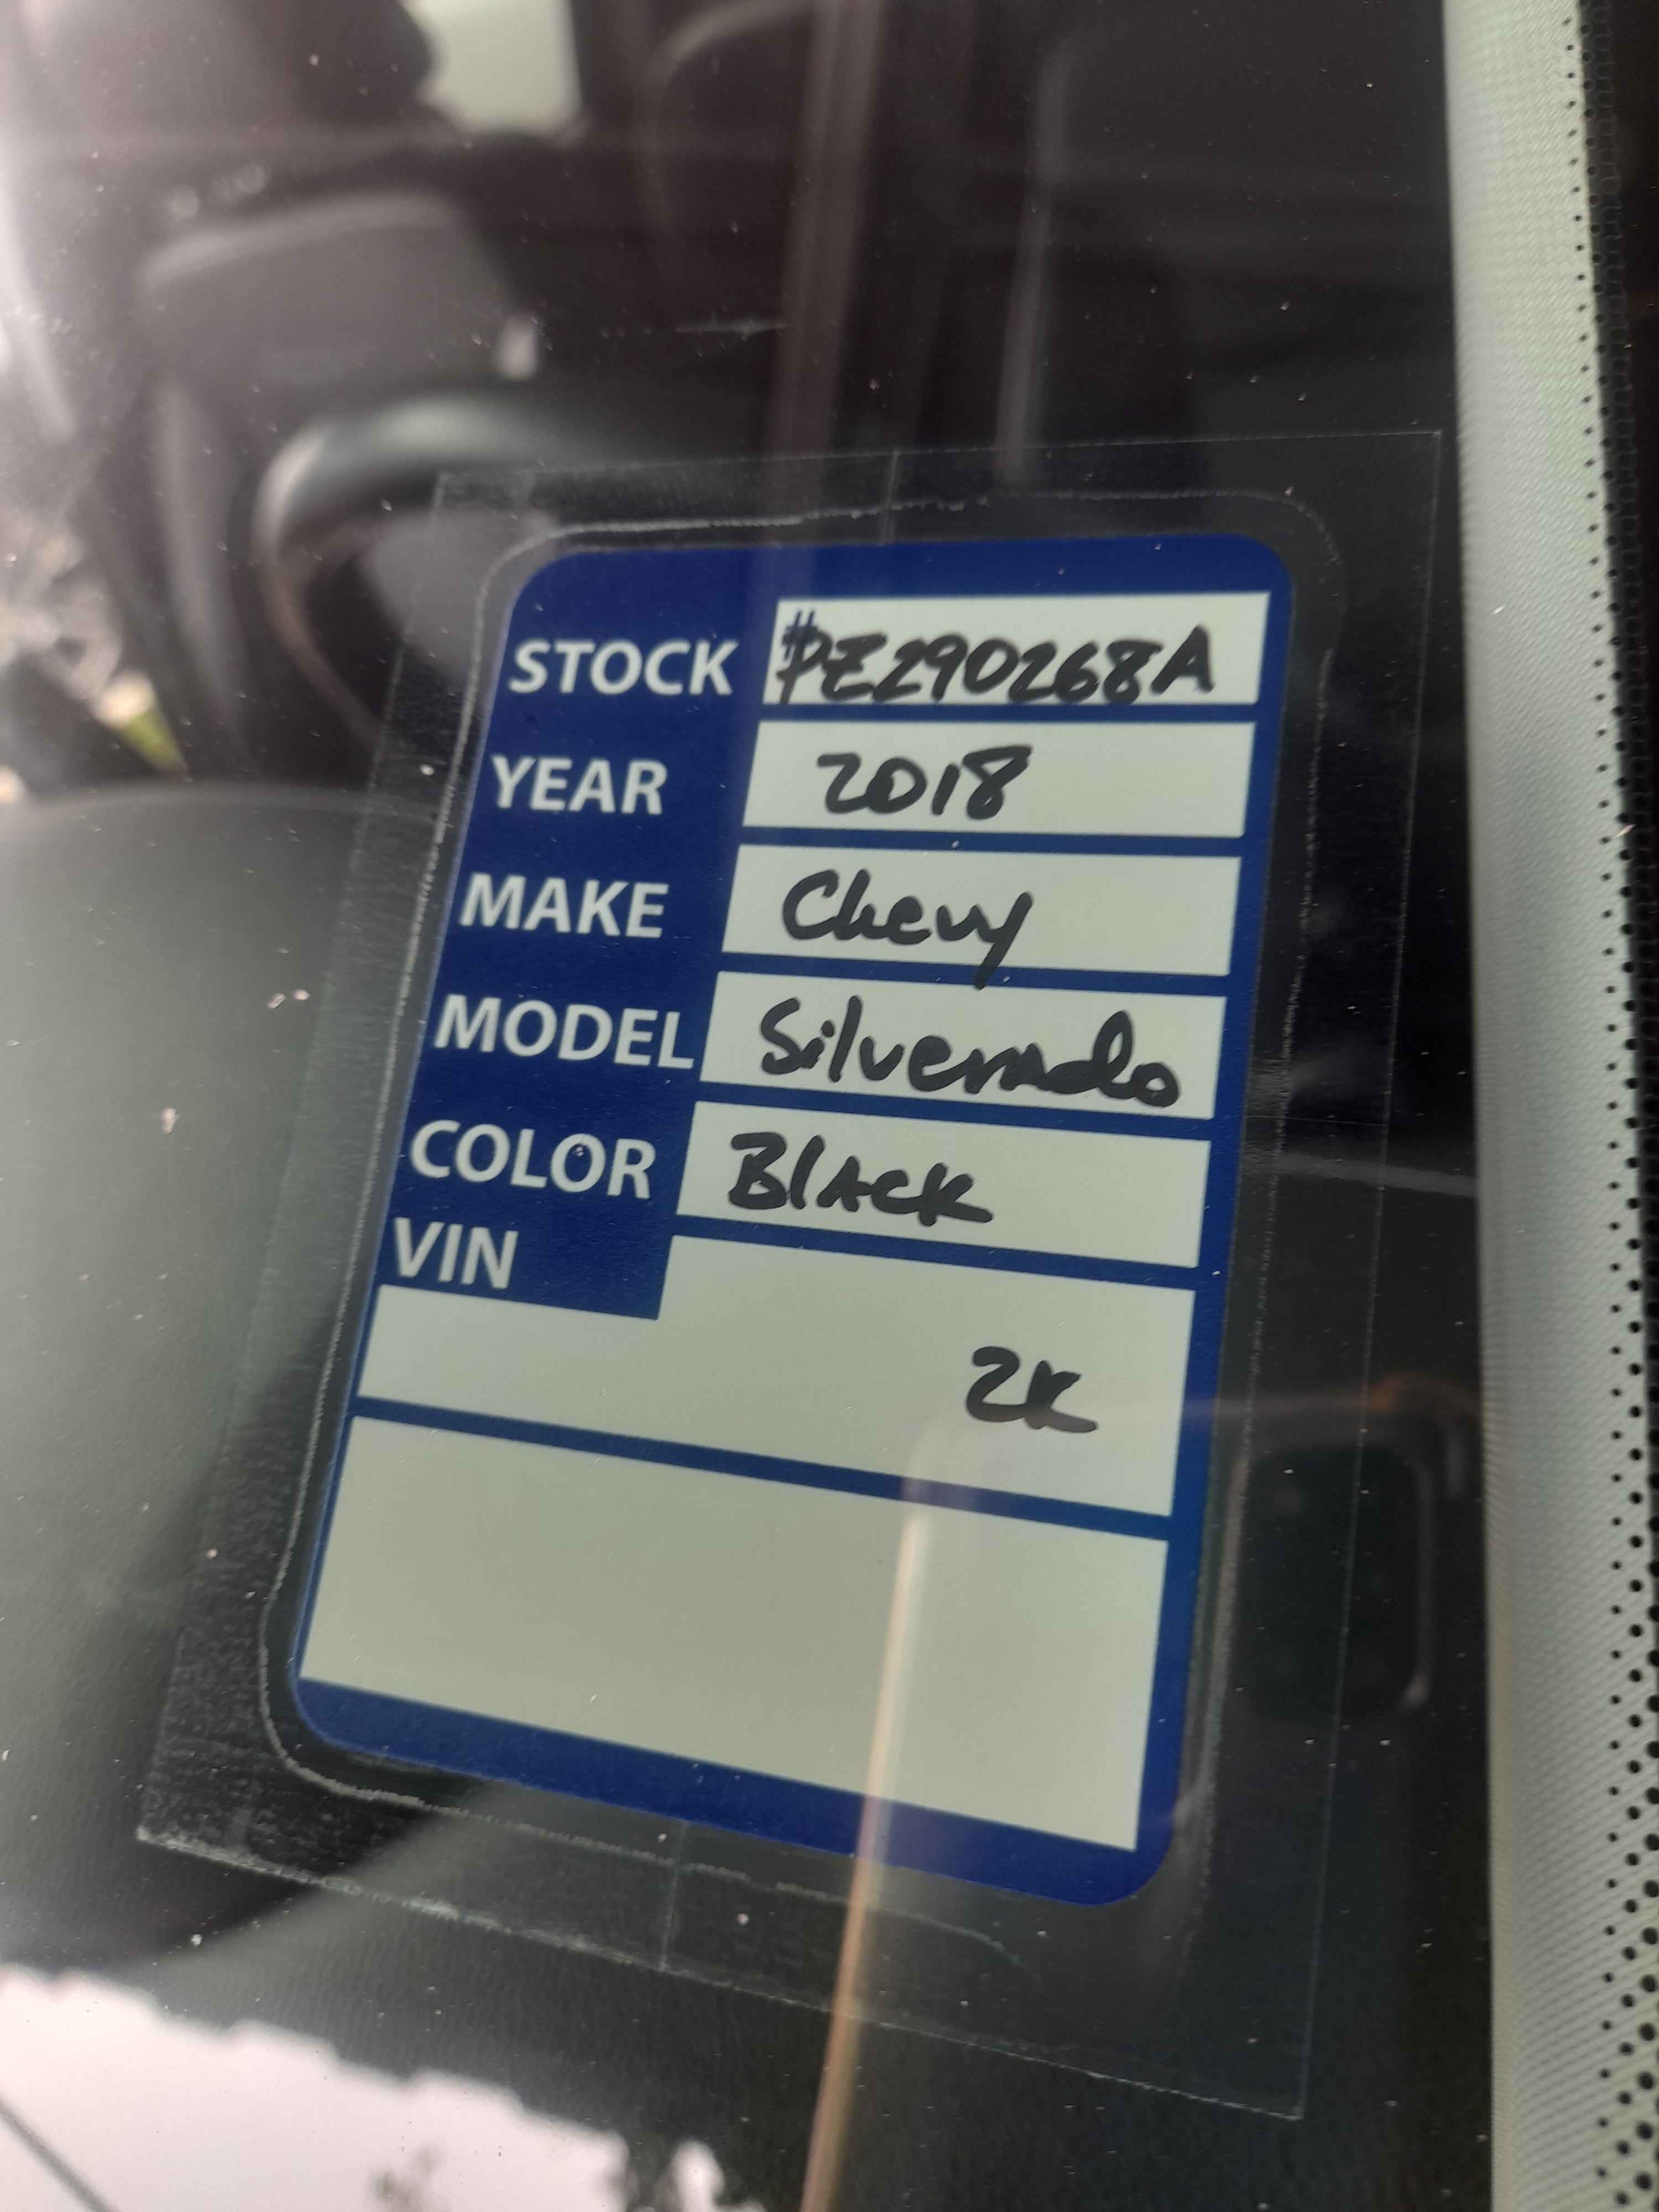 STOCK #PE290268A
YEAR 2018
MAKE Chevy
MODEL Silverado
COLOR Black
VIN
2K